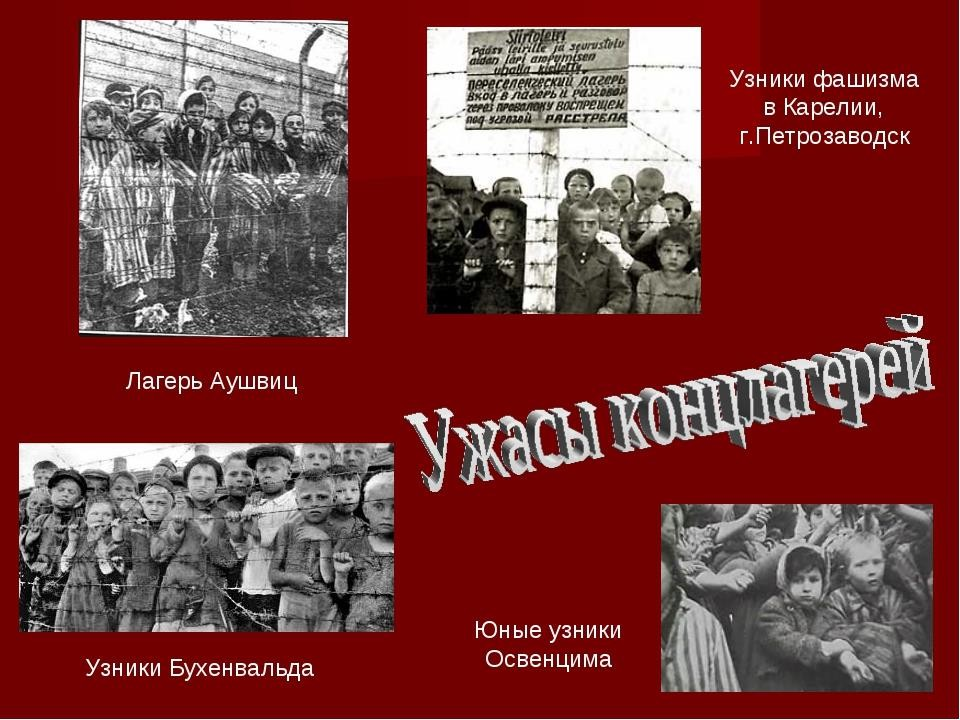 Siirtoleiri
Pääsy leirille ja seurustelu
aidan läpi ampumisen
uhalla kielletty
переселенческий лагерь
вход в лагерь и разговор
через проволоку воспрещен
под угрозой РАССТРЕЛА
Узники фашизма
в Карелии,
г.Петрозаводск
Лагерь Аушвиц
Ужасы концлагерей
Узники Бухенвальда
Юные узники
Освенцима